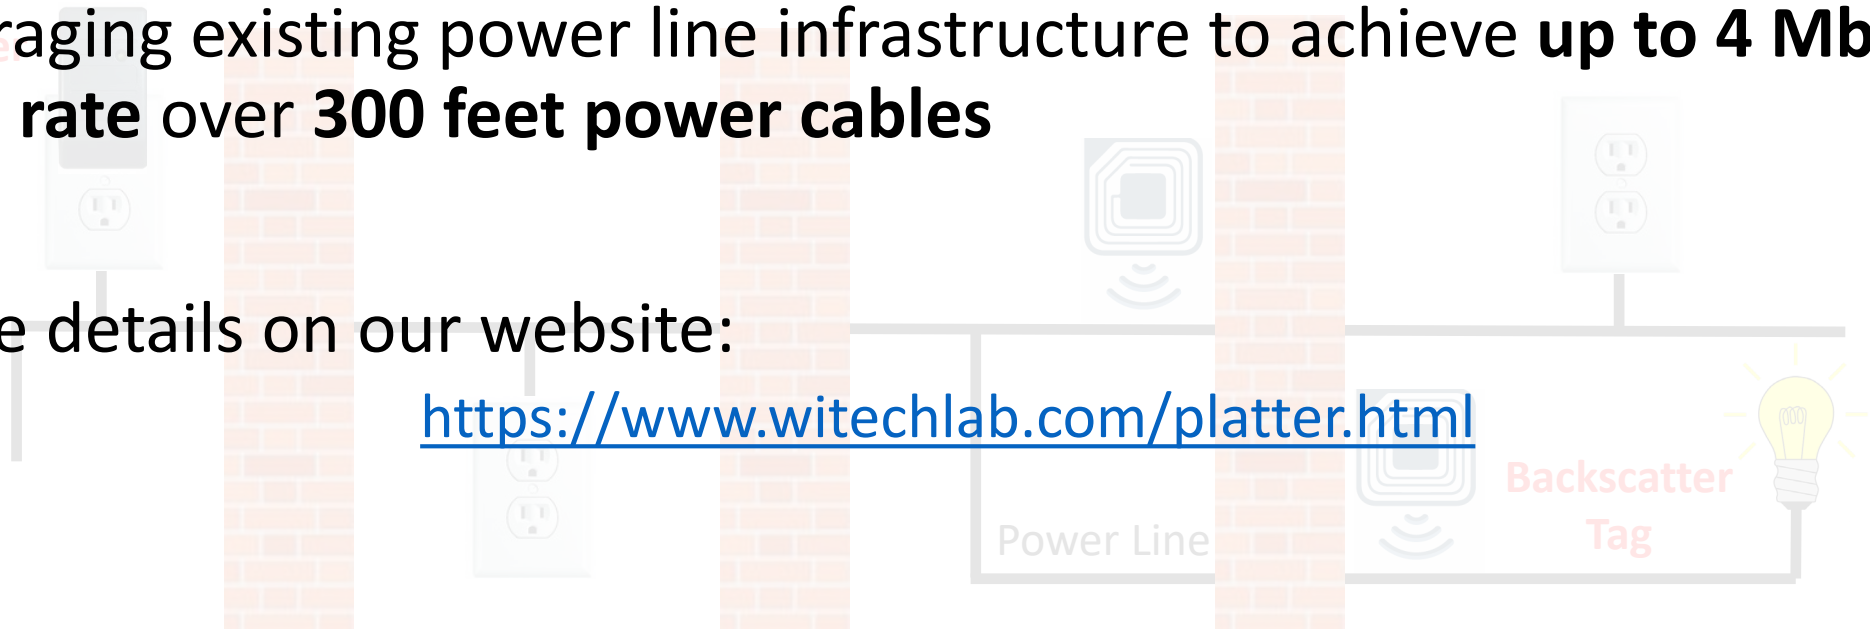 raging existing power line infrastructure to achieve up to 4 Mb
rate over 300 feet power cables
e details on our website:
https://www.witechlab.com/platter.html
Backscatter
Tag
Power Line